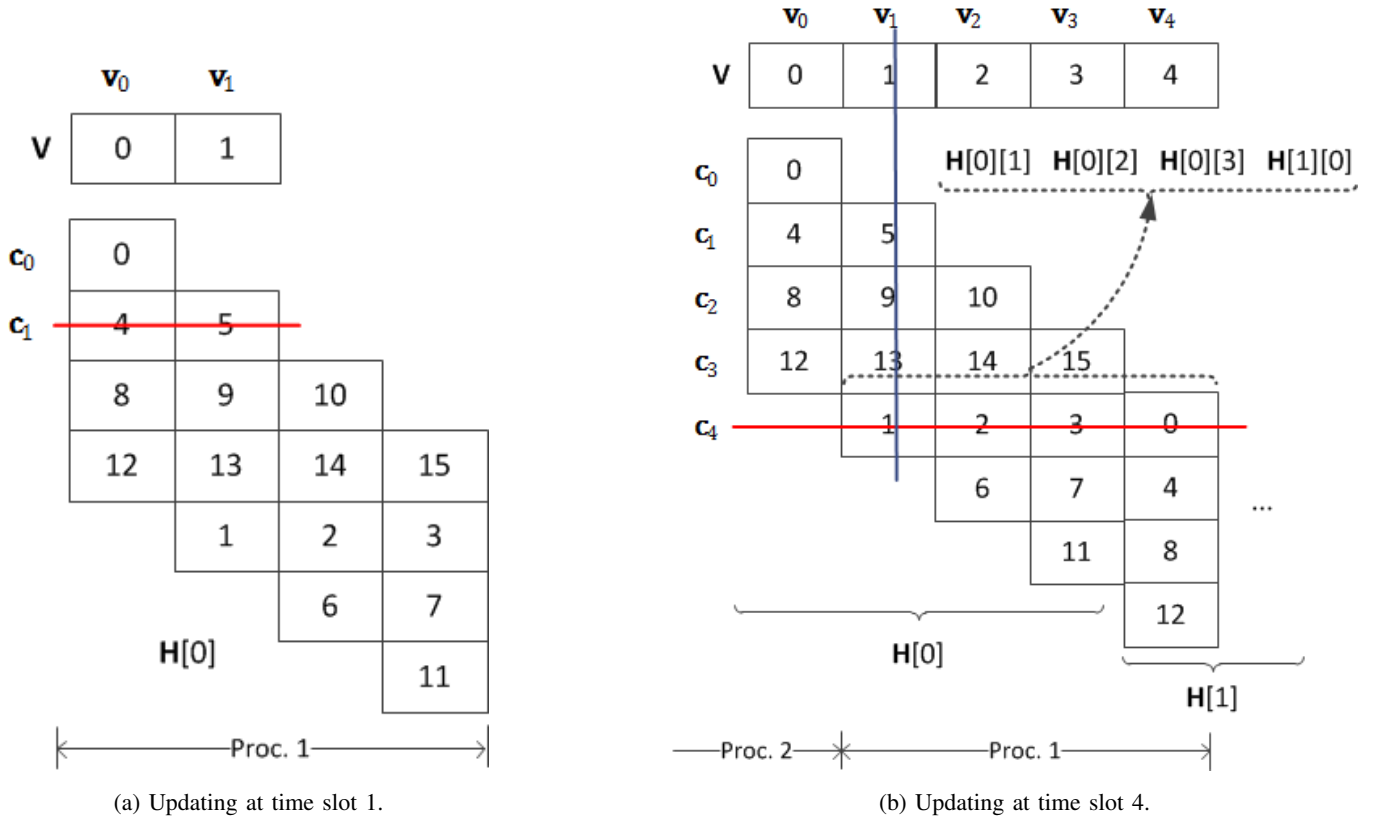 v0 v1
V 0 1
c0 0
c1 4 5
8 9 10
12 13 14 15
1 2 3
6 7
H[0] 11
Proc. 1
(a) Updating at time slot 1.
v0 v1 v2 v3 v4
V 0 1 2 3 4
H[0][1] H[0][2] H[0][3] H[1][0]
c0 0
c1 4 5
c2 8 9 10
c3 12 13 14 15
c4 1 2 3 0
6 7 4 ...
11 8
12
H[0]
H[1]
Proc. 2 Proc. 1
(b) Updating at time slot 4.